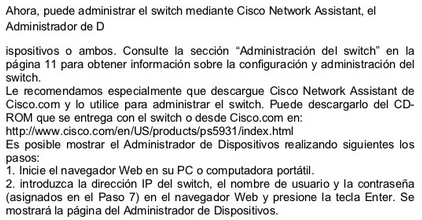 Ahora, puede administrar el switch mediante Cisco Network Assistant, el
Administrador de D
ispositivos o ambos. Consulte la sección “Administración del switch” en la
página 11 para obtener información sobre la configuración y administración del
switch.
Le recomendamos especialmente que descargue Cisco Network Assistant de
Cisco.com y lo utilice para administrar el switch. Puede descargarlo del CD-
ROM que se entrega con el switch o desde Cisco.com en:
http://www.cisco.com/en/US/products/ps5931/index.html
Es posible mostrar el Administrador de Dispositivos realizando siguientes los
pasos:
1. Inicie el navegador Web en su PC o computadora portátil.
2. introduzca la dirección IP del switch, el nombre de usuario y la contraseña
(asignados en el Paso 7) en el navegador Web y presione la tecla Enter. Se
mostrará la página del Administrador de Dispositivos.